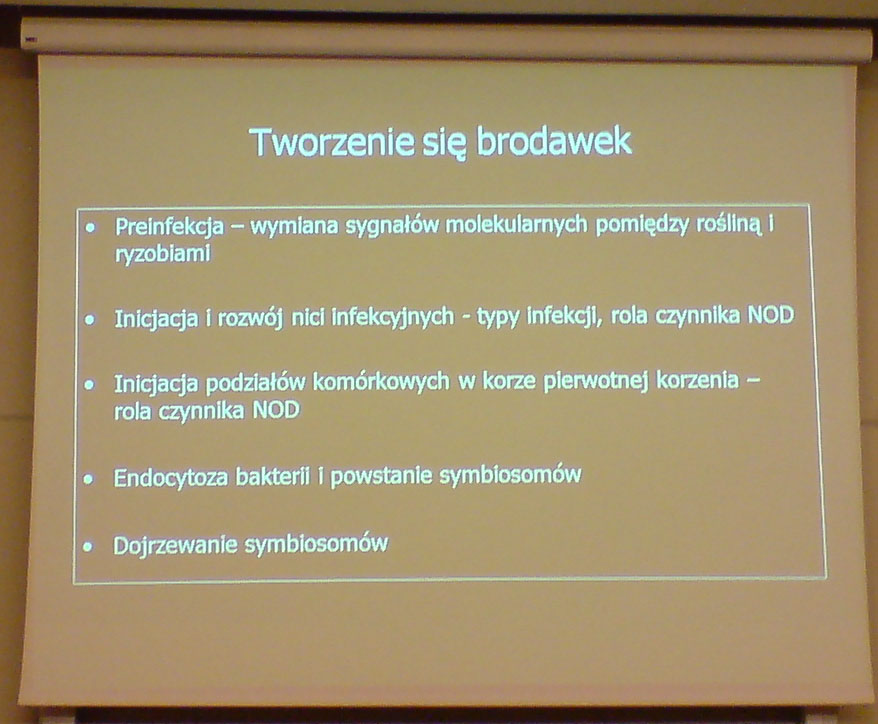 Tworzenie się brodawek
• Preinfekcja – wymiana sygnałów molekularnych pomiędzy rośliną i
ryzobiami
• Inicjacja i rozwój nici infekcyjnych - typy infekcji, rola czynnika NOD
• Inicjacja podziałów komórkowych w korze pierwotnej korzenia –
rola czynnika NOD
• Endocytoza bakterii i powstanie symbiosomów
• Dojrzewanie symbiosomów